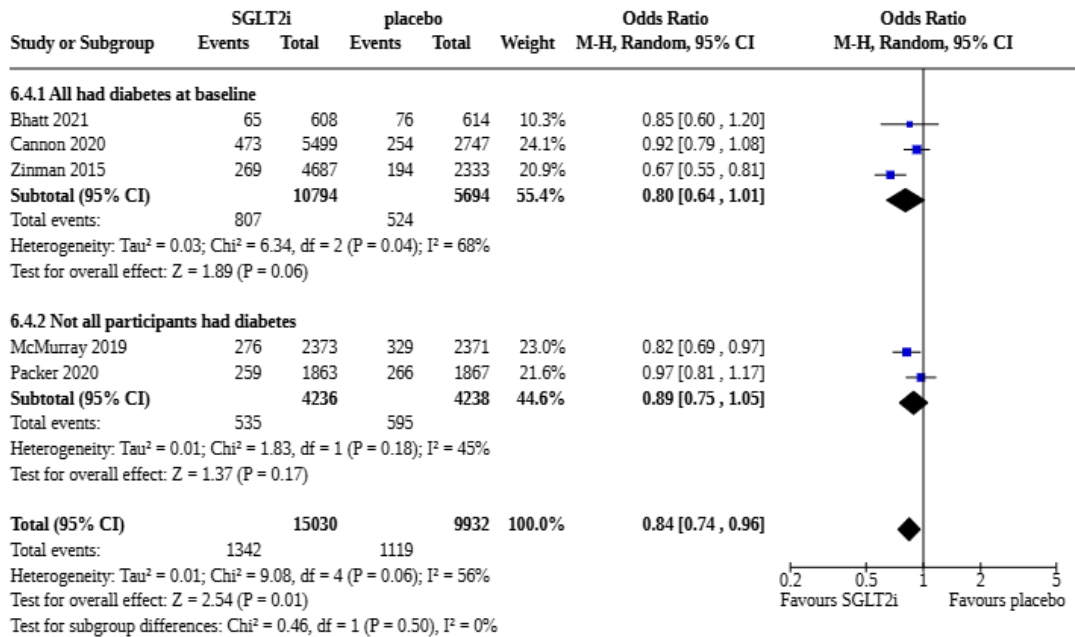 SGLT2i placebo Odds Ratio Odds Ratio
Study or Subgroup Events Total Events Total Weight M-H, Random, 95% CI M-H, Random, 95% CI
6.4.1 All had diabetes at baseline
Bhatt 2021 65 608 76 614 10.3% 0.85 [0.60 , 1.20]
Cannon 2020 473 5499 254 2747 24.1% 0.92 [0.79 , 1.08]
Zinman 2015 269 4687 194 2333 20.9% 0.67 [0.55 , 0.81]
Subtotal (95% CI) 10794 5694 55.4% 0.80 [0.64 , 1.01]
Total events: 807 524
Heterogeneity: Tau² = 0.03; Chi² = 6.34, df = 2 (P = 0.04); I² = 68%
Test for overall effect: Z = 1.89 (P = 0.06)
6.4.2 Not all participants had diabetes
McMurray 2019 276 2373 329 2371 23.0% 0.82 [0.69 , 0.97]
Packer 2020 259 1863 266 1867 21.6% 0.97 [0.81 , 1.17]
Subtotal (95% CI) 4236 4238 44.6% 0.89 [0.75 , 1.05]
Total events: 535 595
Heterogeneity: Tau² = 0.01; Chi² = 1.83, df = 1 (P = 0.18); I² = 45%
Test for overall effect: Z = 1.37 (P = 0.17)
Total (95% CI) 15030 9932 100.0% 0.84 [0.74 , 0.96]
Total events: 1342 1119
Heterogeneity: Tau² = 0.01; Chi² = 9.08, df = 4 (P = 0.06); I² = 56% 0.2 0.5 1 2 5
Test for overall effect: Z = 2.54 (P = 0.01) Favours SGLT2i Favours placebo
Test for subgroup differences: Chi² = 0.46, df = 1 (P = 0.50), I² = 0%